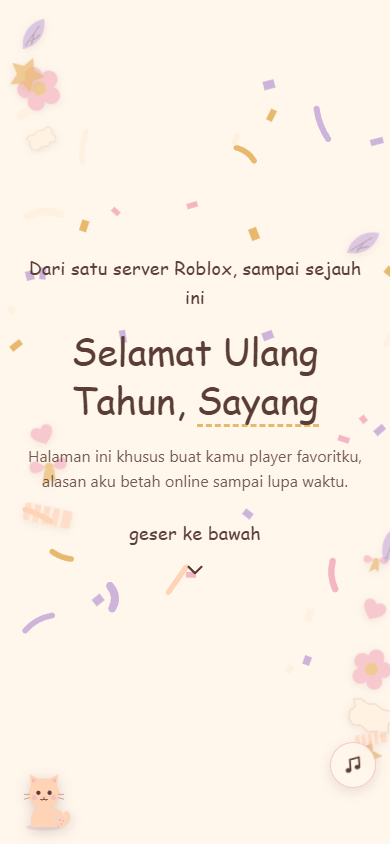 Dari satu server Roblox, sampai sejauh
ini
Selamat Ulang
Tahun, Sayang
Halaman ini khusus buat kamu player favoritku,
alasan aku betah online sampai lupa waktu.
geser ke bawah